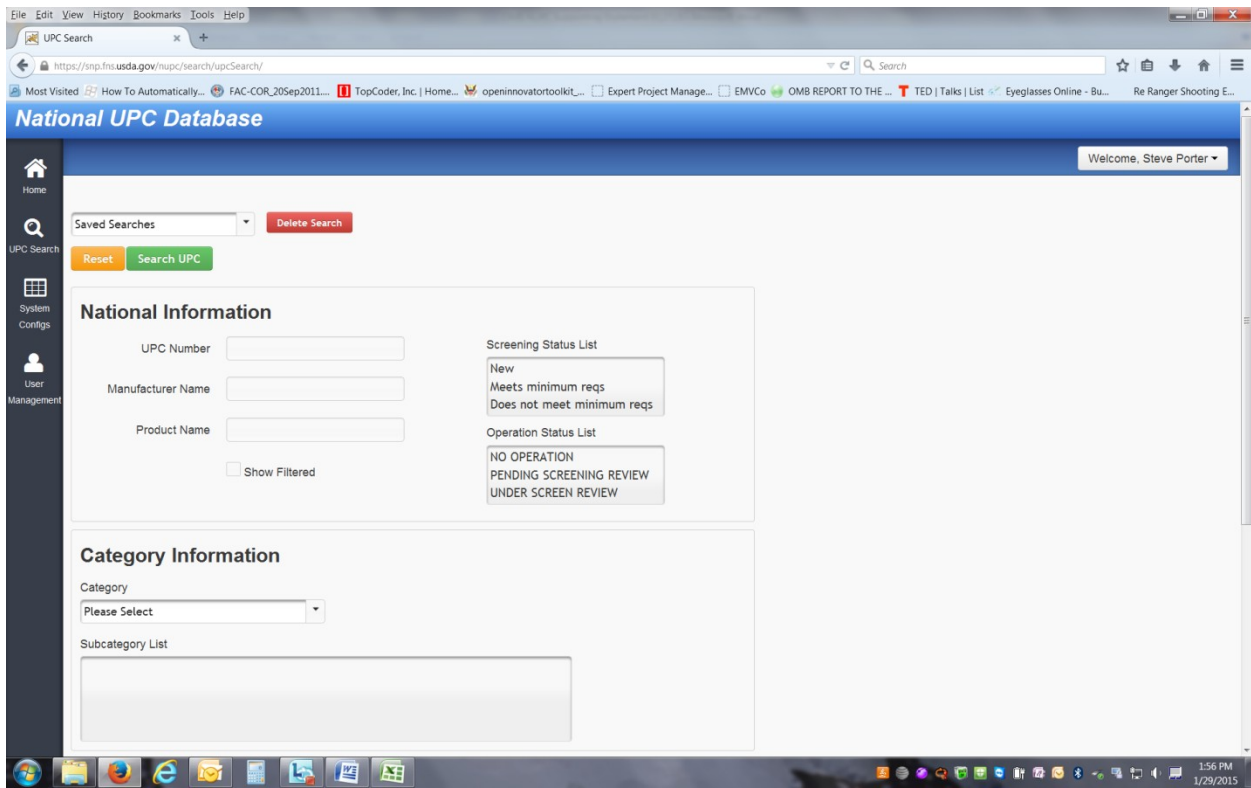 File Edit View History Bookmarks Tools Help
UPC Search
https://snp.fns.usda.gov/nupc/search/upcSearch/
Search
Most Visited How To Automatically... FAC-COR_20Sep2011.... TopCoder, Inc. | Home... openinnovatortoolkit_... Expert Project Manage... EMVCo OMB REPORT TO THE ... TED | Talks | List Eyeglasses Online - Bu... Re Ranger Shooting E...
National UPC Database
Welcome, Steve Porter
Home
Saved Searches Delete Search
UPC Search
Reset Search UPC
System
Configs
National Information
UPC Number
Screening Status List
New
Meets minimum reqs
Does not meet minimum reqs
User
Management
Manufacturer Name
Product Name
Operation Status List
NO OPERATION
PENDING SCREENING REVIEW
UNDER SCREEN REVIEW
Show Filtered
Category Information
Category
Please Select
Subcategory List
1:56 PM
1/29/2015